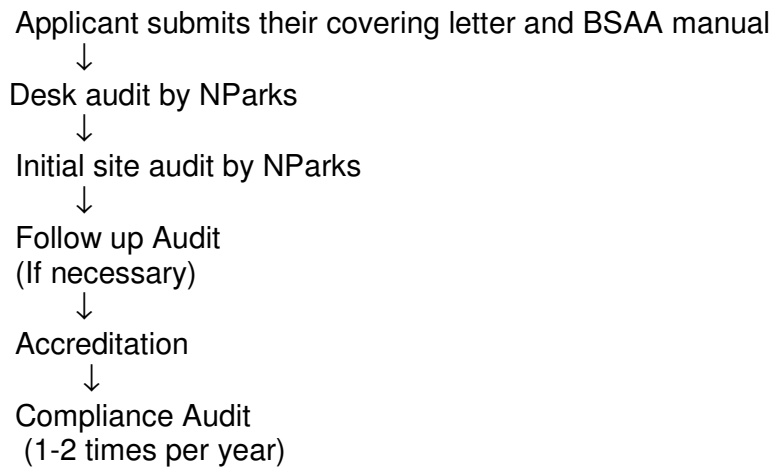 Applicant submits their covering letter and BSAA manual
↓
Desk audit by NParks
↓
Initial site audit by NParks
↓
Follow up Audit
(If necessary)
↓
Accreditation
↓
Compliance Audit
(1-2 times per year)